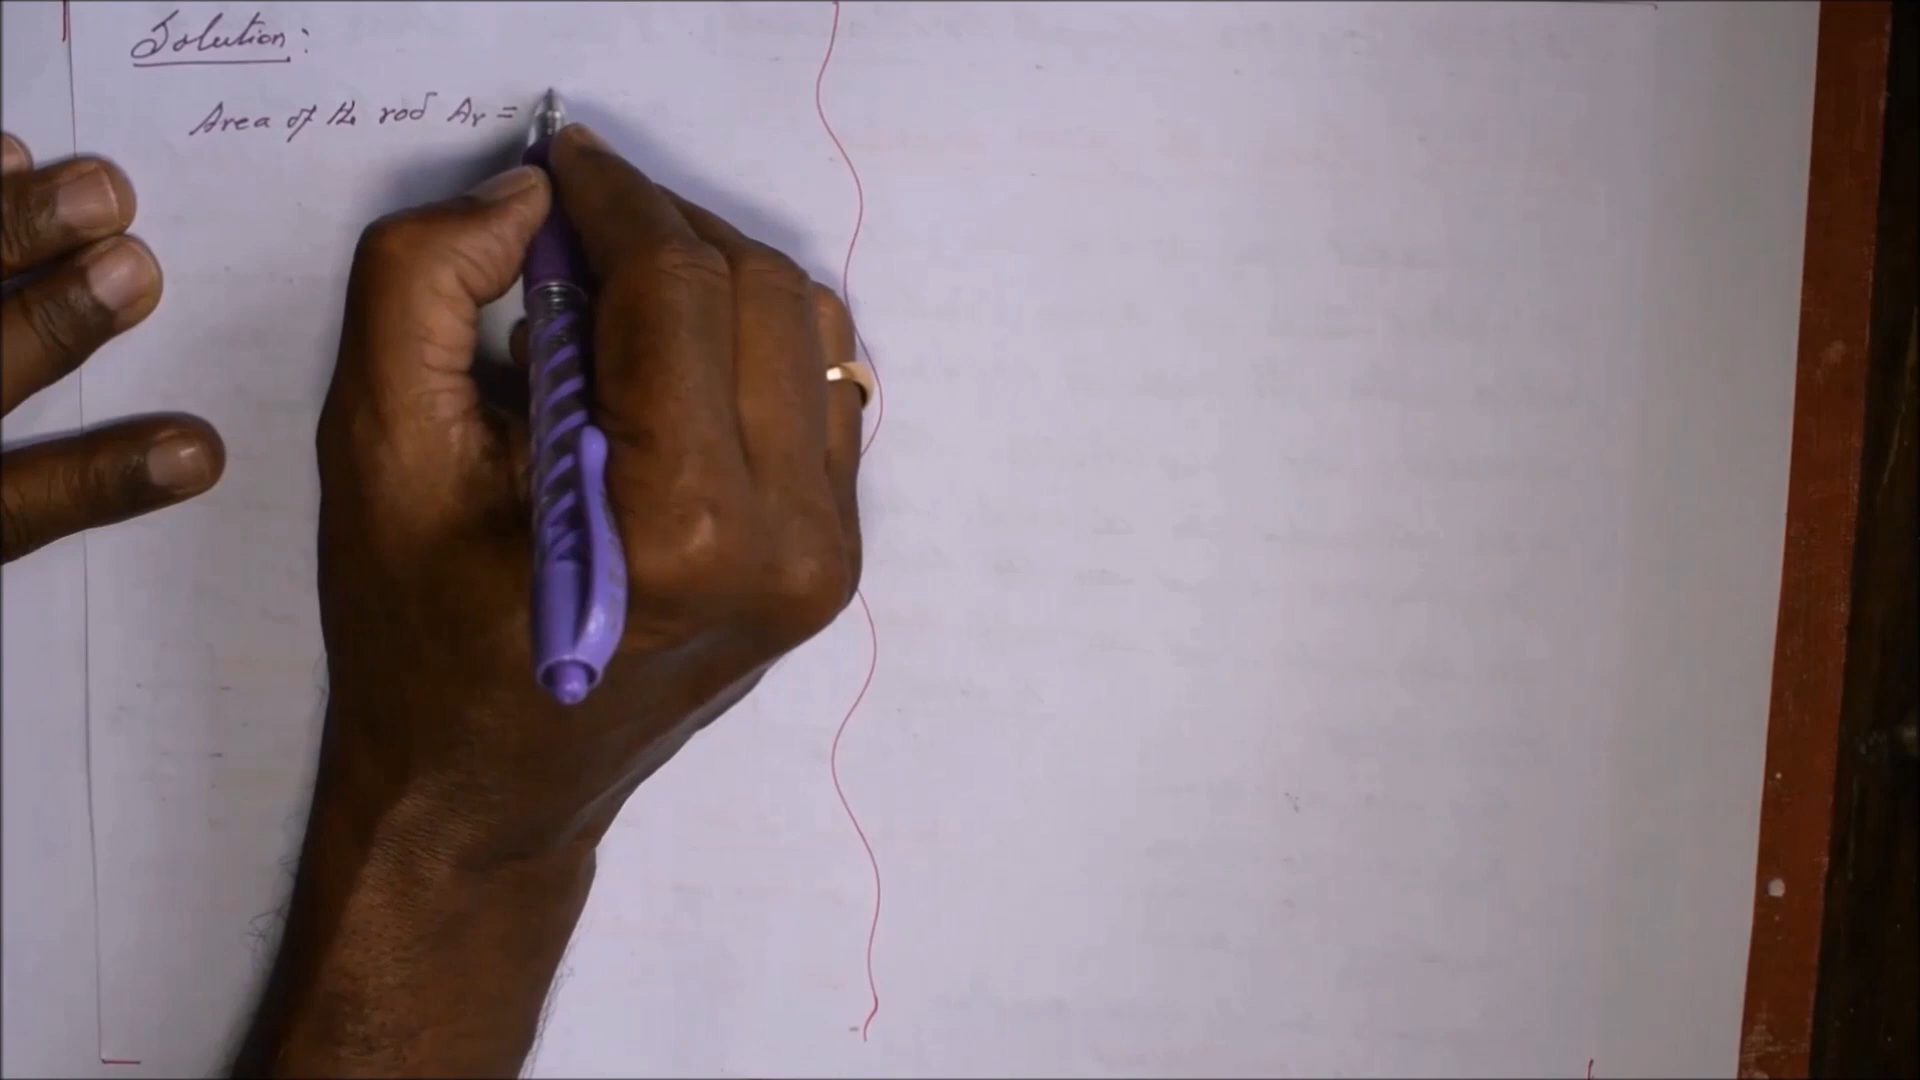 Solution:
Area of the rod Ar =